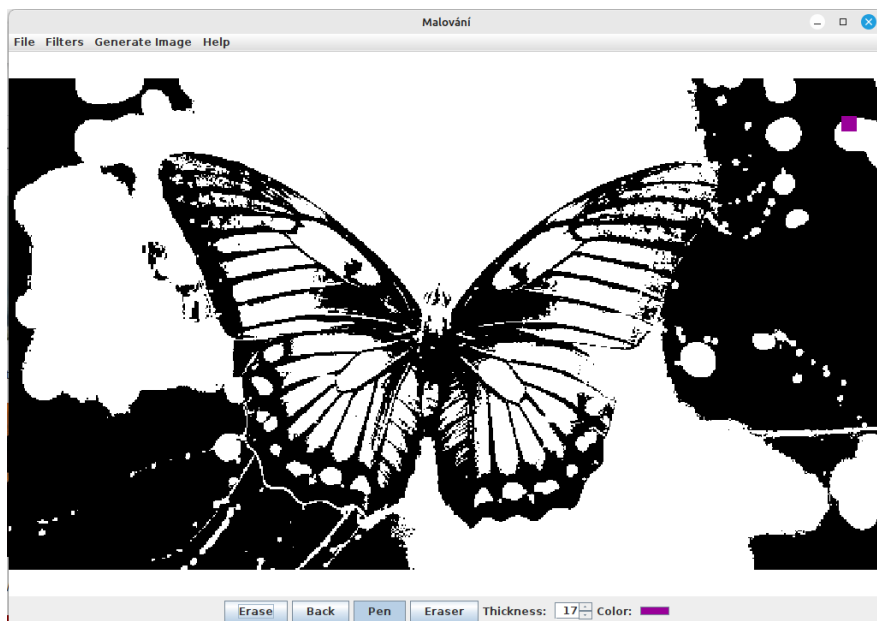 Malování
File Filters Generate Image Help
Erase Back Pen Eraser Thickness: 17 Color: